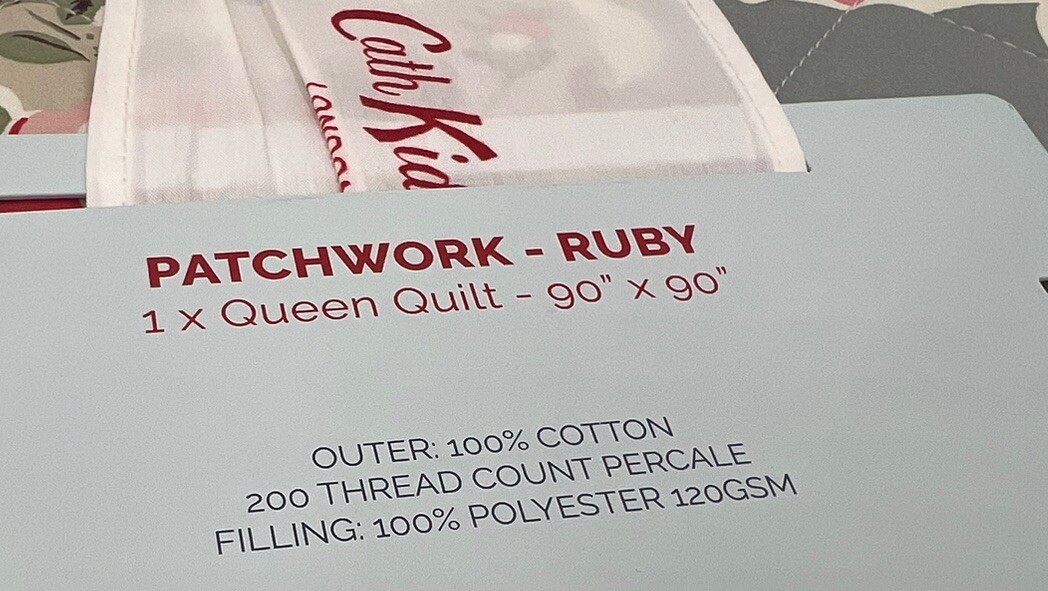 Cath Kid
LONDO
PATCHWORK - RUBY
1 x Queen Quilt - 90" x 90"
OUTER: 100% COTTON
200 THREAD COUNT PERCALE
FILLING: 100% POLYESTER 120GSM